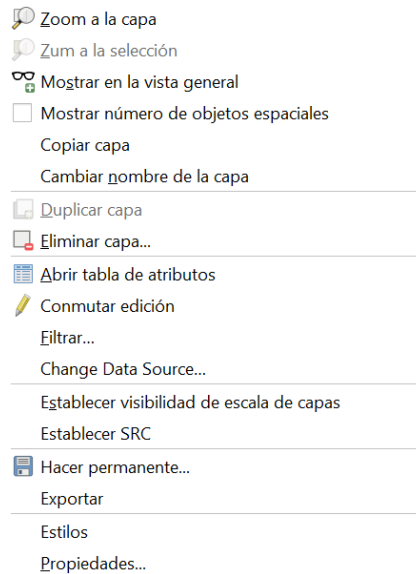 Zoom a la capa
Zum a la selección
Mostrar en la vista general
Mostrar número de objetos espaciales
Copiar capa
Cambiar nombre de la capa
Duplicar capa
Eliminar capa...
Abrir tabla de atributos
Conmutar edición
Filtrar...
Change Data Source...
Establecer visibilidad de escala de capas
Establecer SRC
Hacer permanente...
Exportar
Estilos
Propiedades...